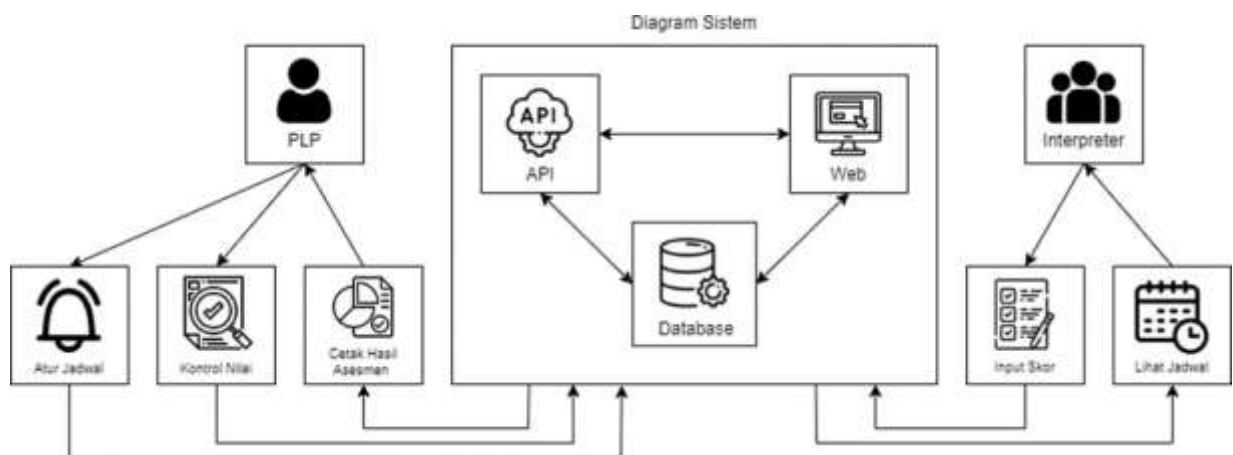 Diagram Sistem
PLP
API
API
Web
Interpreter
Database
Atur Jadwal
Kontrol Nilai
Cetak Hasil
Asesmen
Input Skor
Lihat Jadwal